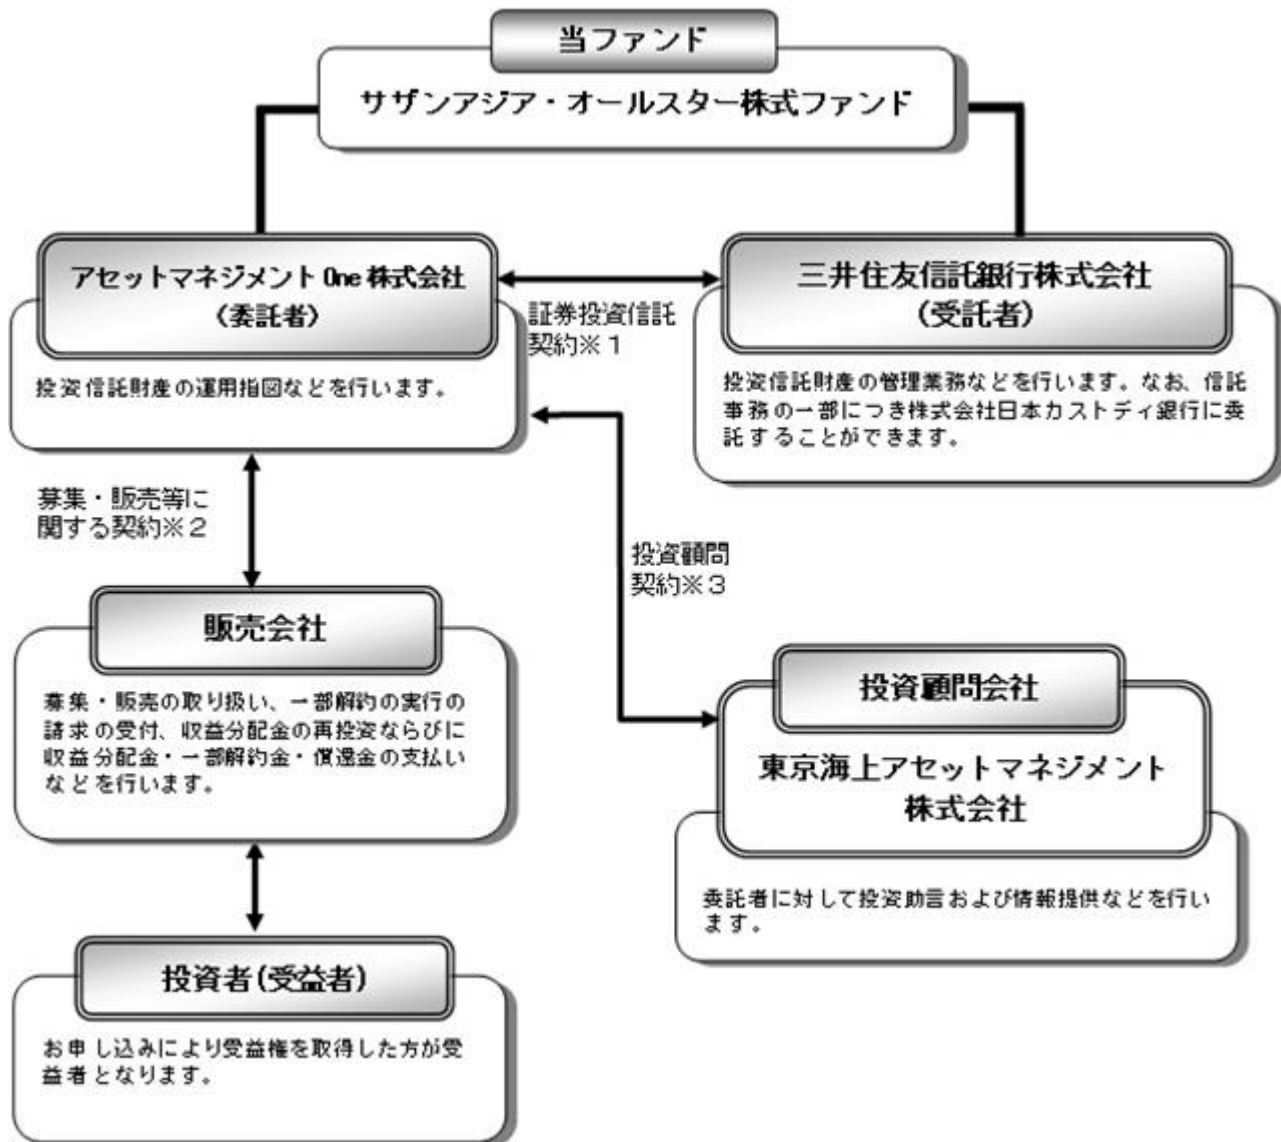 当ファンド
サザンアジア・オールスター株式ファンド
アセットマネジメントOne株式会社
（委託者）
投資信託財産の運用指図などを行います。
証券投資信託
契約※１
三井住友信託銀行株式会社
（受託者）
投資信託財産の管理業務などを行います。なお、信託
事務の一部につき株式会社日本カストディ銀行に委
託することができます。
募集・販売等に
関する契約※２
投資顧問
契約※３
販売会社
募集・販売の取り扱い、一部解約の実行の
請求の受付、収益分配金の再投資ならびに
収益分配金・一部解約金・償還金の支払い
などを行います。
投資顧問会社
東京海上アセットマネジメント
株式会社
委託者に対して投資助言および情報提供などを行い
ます。
投資者(受益者)
お申し込みにより受益権を取得した方が受
益者となります。